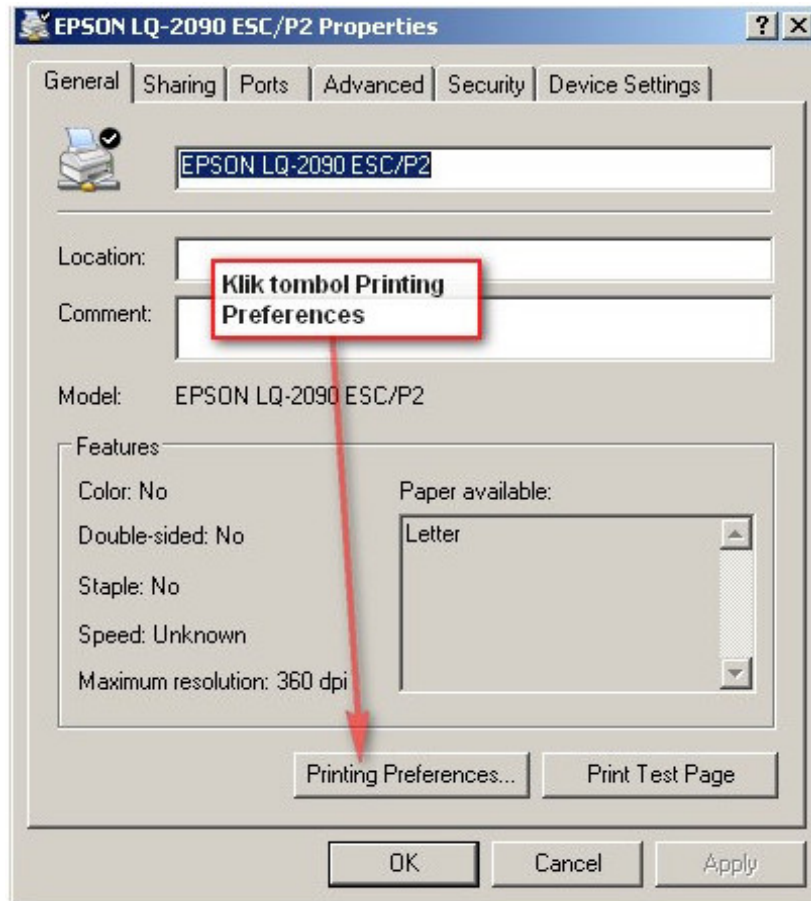 EPSON LQ-2090 ESC/P2 Properties
General Sharing Ports Advanced Security Device Settings
EPSON LQ-2090 ESC/P2
Location:
Klik tombol Printing
Preferences
Comment:
Model: EPSON LQ-2090 ESC/P2
Features
Color: No
Paper available:
Double-sided: No
Letter
Staple: No
Speed: Unknown
Maximum resolution: 360 dpi
Printing Preferences... Print Test Page
OK Cancel Apply